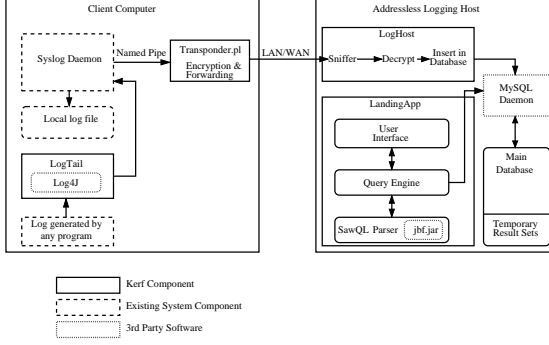 Client Computer
Syslog Daemon
Named Pipe
Transponder.pl
Encryption &
Forwarding
LAN/WAN
Local log file
LogTail
Log4J
Log generated by
any program
Addressless Logging Host
LogHost
Sniffer
Decrypt
Insert in
Database
MySQL
Daemon
LandingApp
User
Interface
Query Engine
SawQL Parser
jbf.jar
Main
Database
Temporary
Result Sets
Kerf Component
Existing System Component
3rd Party Software